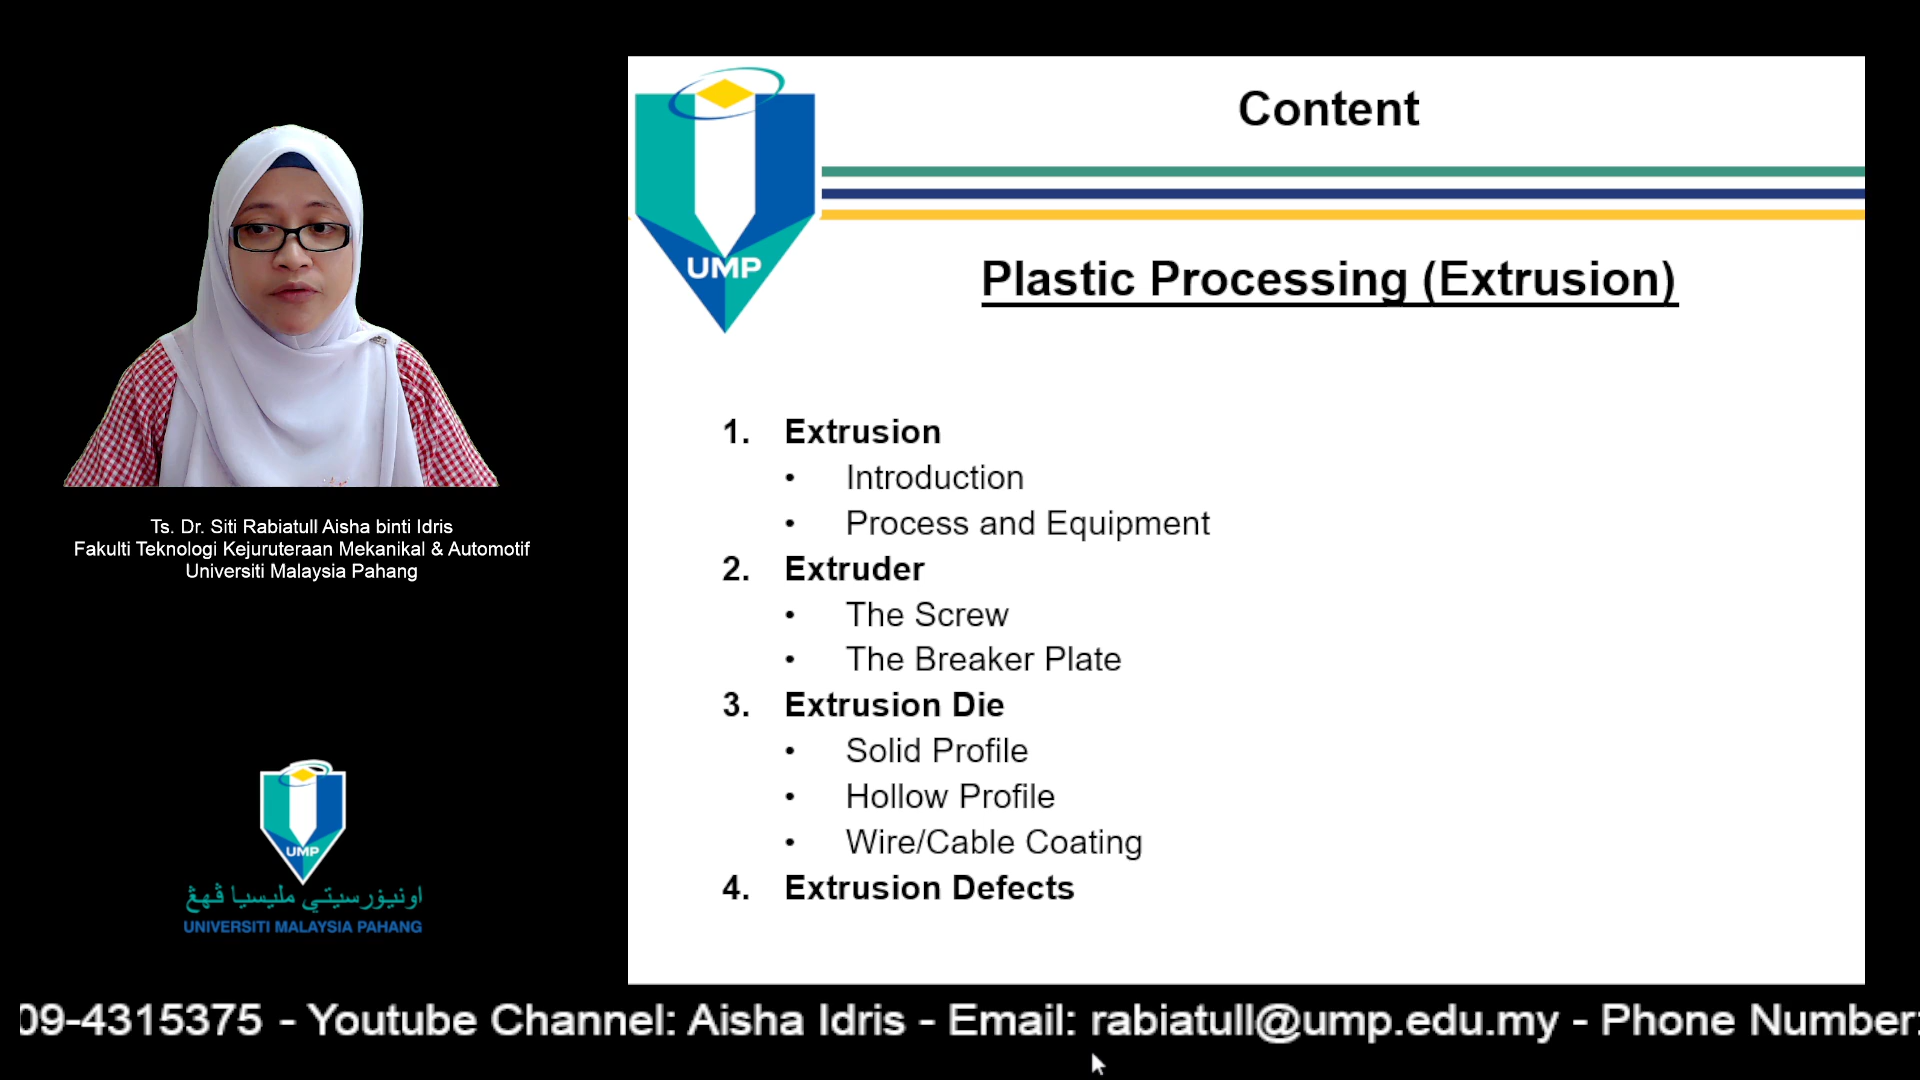 Content
UMP
Plastic Processing (Extrusion)
1. Extrusion
• Introduction
• Process and Equipment
2. Extruder
• The Screw
• The Breaker Plate
3. Extrusion Die
• Solid Profile
• Hollow Profile
• Wire/Cable Coating
4. Extrusion Defects
Ts. Dr. Siti Rabiatull Aisha binti Idris
Fakulti Teknologi Kejuruteraan Mekanikal & Automotif
Universiti Malaysia Pahang
UMP
اونيۏرسيتي مليسيا ڤهڠ
UNIVERSITI MALAYSIA PAHANG
09-4315375 - Youtube Channel: Aisha Idris - Email: rabiatull@ump.edu.my - Phone Number: